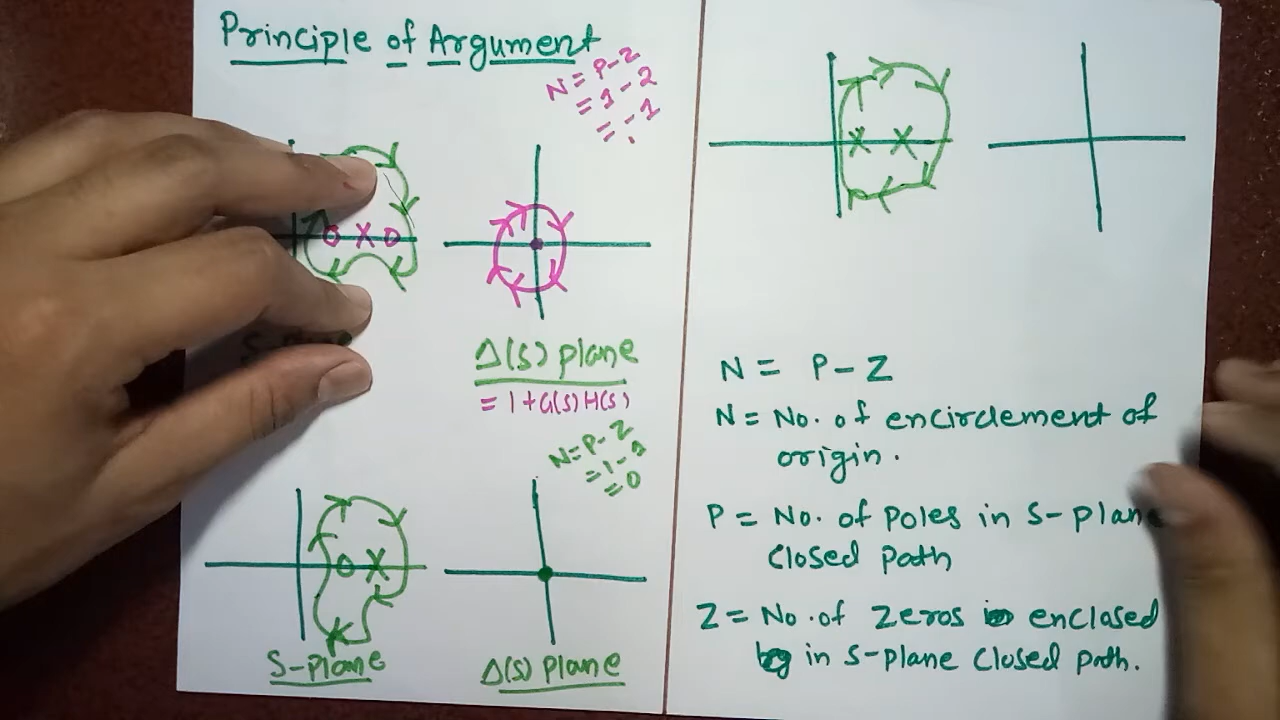 Principle of Argument
N = P - Z
= 1 - 2
= - 1
Δ(s) plane
= 1 + G(s) H(s)
N = P - Z
= 1 - 1
= 0
S-plane
Δ(s) plane
N = P - Z
N = No. of encirclement of
origin.
P = No. of Poles in S-plane
Closed path
Z = No. of Zeros enclosed
in S-plane Closed path.